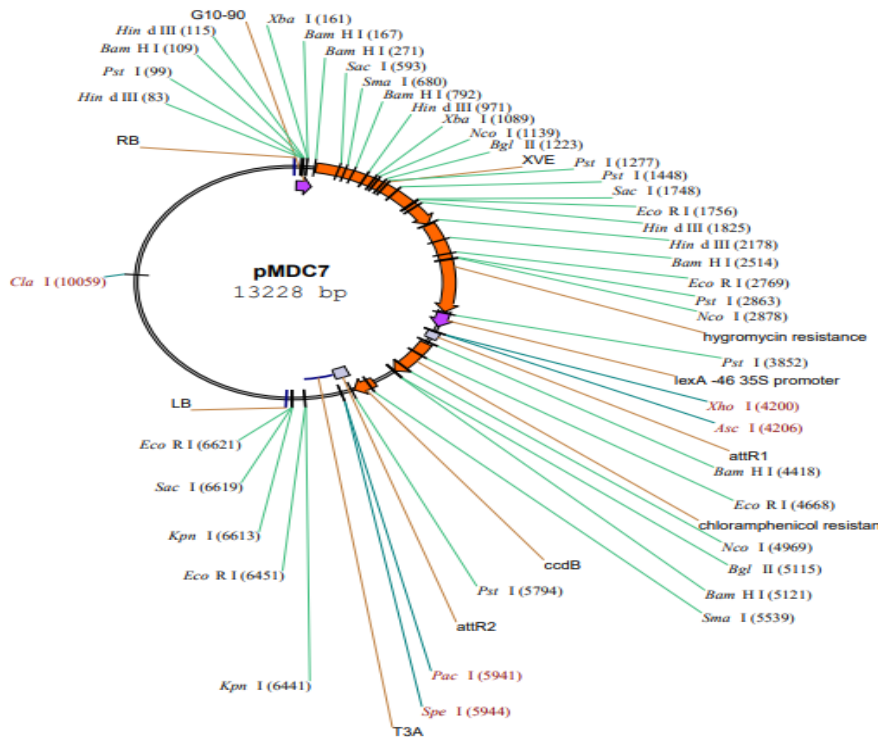 G10-90
Xba I (161)
Hin d III (115)
Bam H I (167)
Bam H I (109)
Bam H I (271)
Pst I (99)
Sac I (593)
Sma I (680)
Hin d III (83)
Bam H I (792)
Hin d III (971)
Xba I (1089)
Nco I (1139)
RB
Bgl II (1223)
XVE
Pst I (1277)
Pst I (1448)
Sac I (1748)
Eco R I (1756)
Hin d III (1825)
Hin d III (2178)
Bam H I (2514)
pMDC7
Cla I (10059)
Eco R I (2769)
13228 bp
Pst I (2863)
Nco I (2878)
hygromycin resistance
Pst I (3852)
lexA -46 35S promoter
LB
Xho I (4200)
Asc I (4206)
Eco R I (6621)
attR1
Bam H I (4418)
Sac I (6619)
Eco R I (4668)
chloramphenicol resistan
Kpn I (6613)
Nco I (4969)
ccdB
Bgl II (5115)
Eco R I (6451)
Pst I (5794)
Bam H I (5121)
Sma I (5539)
attR2
Pac I (5941)
Kpn I (6441)
Spe I (5944)
T3A